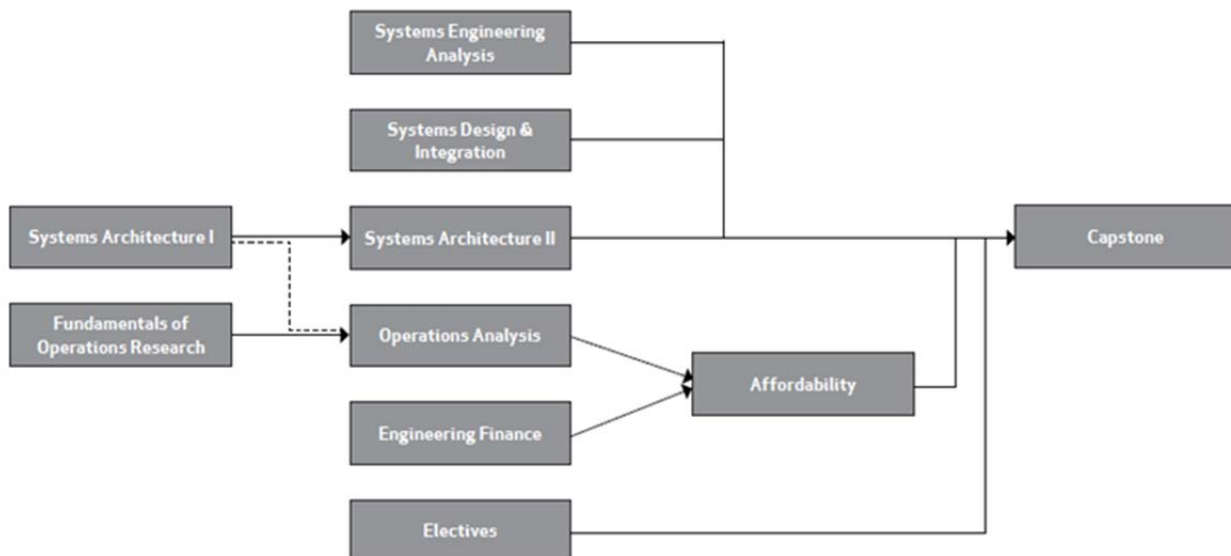 Systems Engineering
Analysis
Systems Design &
Integration
Systems Architecture I
Systems Architecture II
Capstone
Fundamentals of
Operations Research
Operations Analysis
Affordability
Engineering Finance
Electives